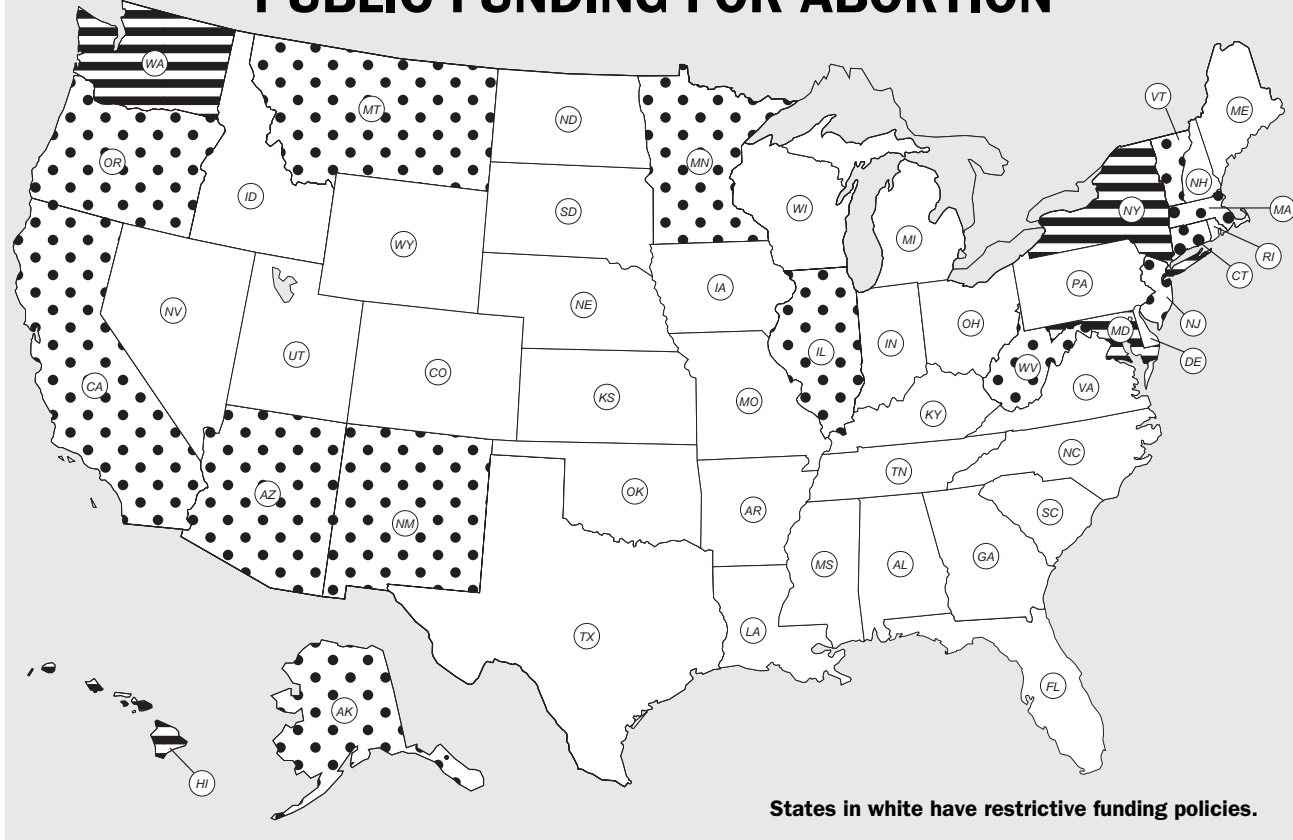 PUBLIC FUNDING FOR ABORTION
WA
MT
ND
MN
VT
ME
OR
ID
SD
WI
MI
NH
NY
MA
WY
RI
CT
NV
NE
IA
PA
NJ
UT
CO
IL
IN
OH
MD
DE
CA
KS
MO
WV
VA
KY
NC
AZ
NM
OK
AR
TN
SC
MS
AL
GA
TX
LA
FL
AK
HI
States in white have restrictive funding policies.